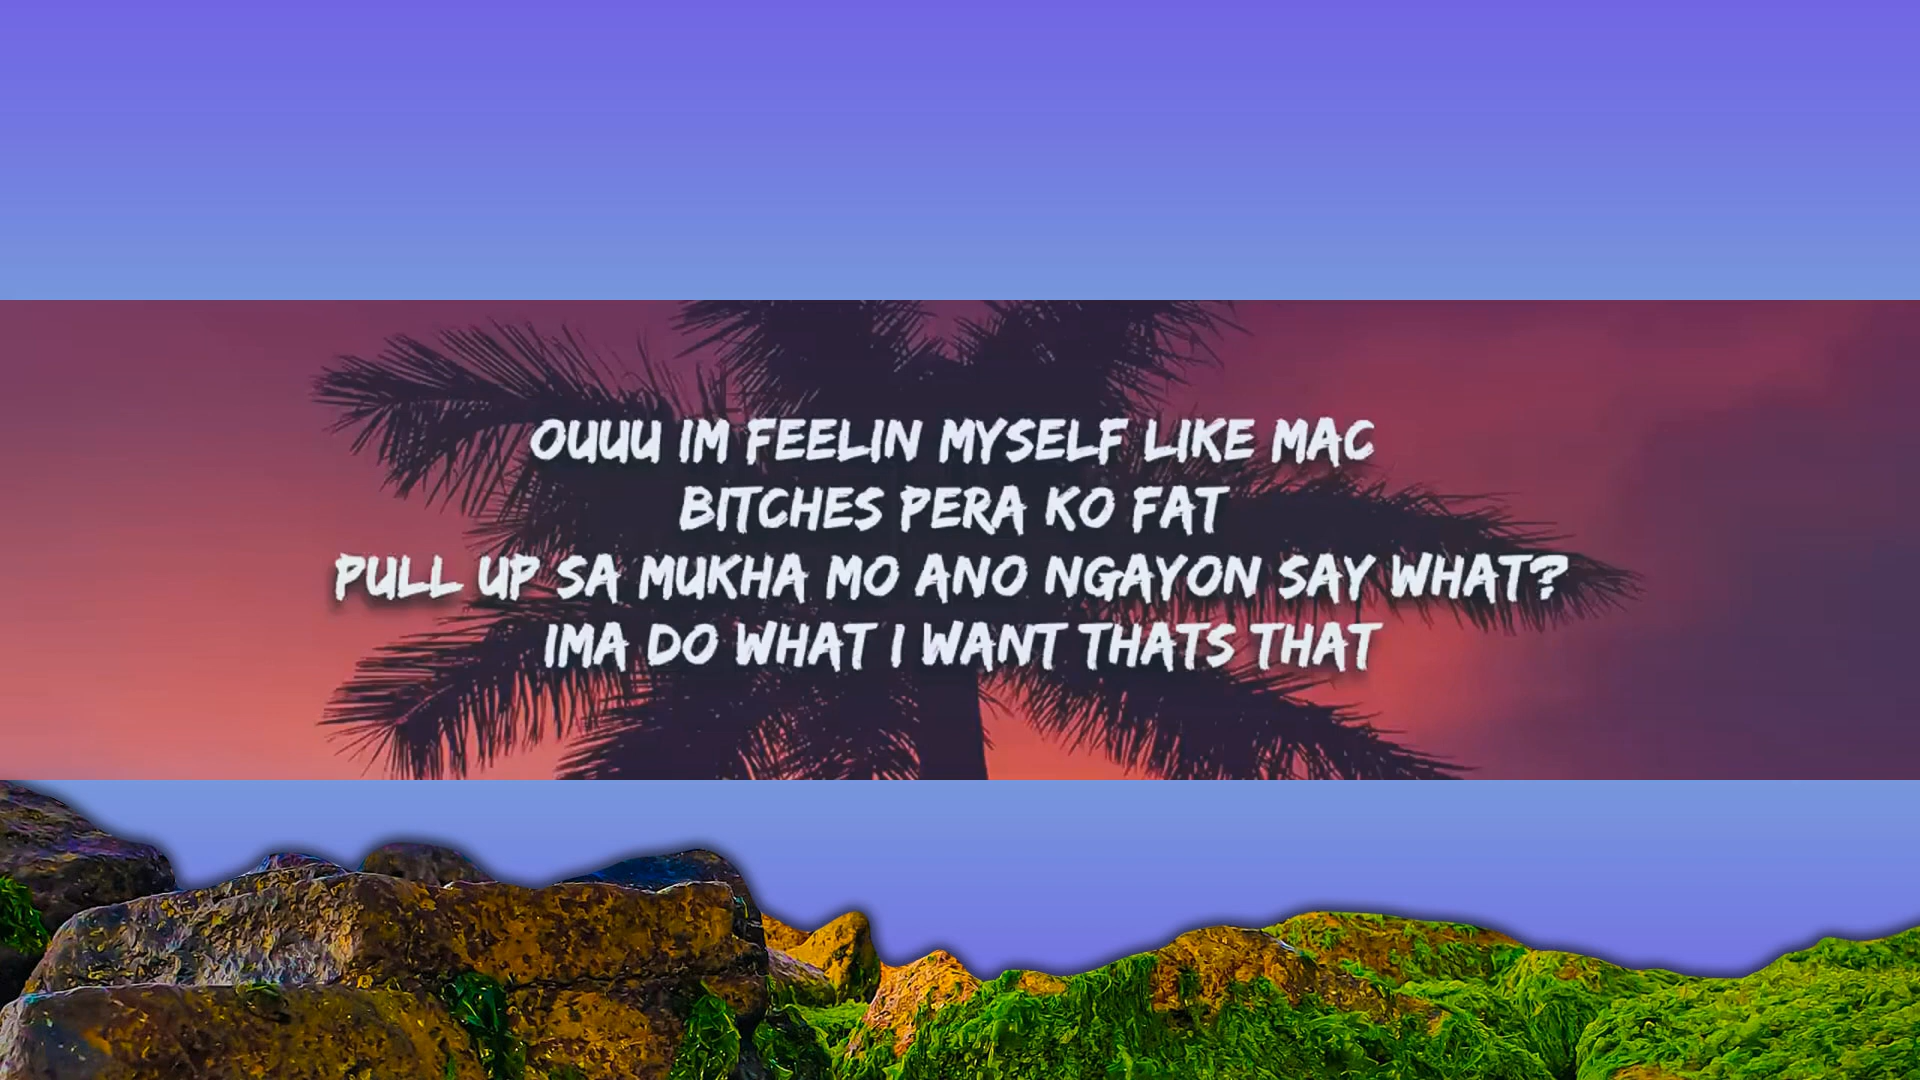 OUUU IM FEELIN MYSELF LIKE MAC
BITCHES PERA KO FAT
PULL UP SA MUKHA MO ANO NGAYON SAY WHAT?
IMA DO WHAT I WANT THATS THAT